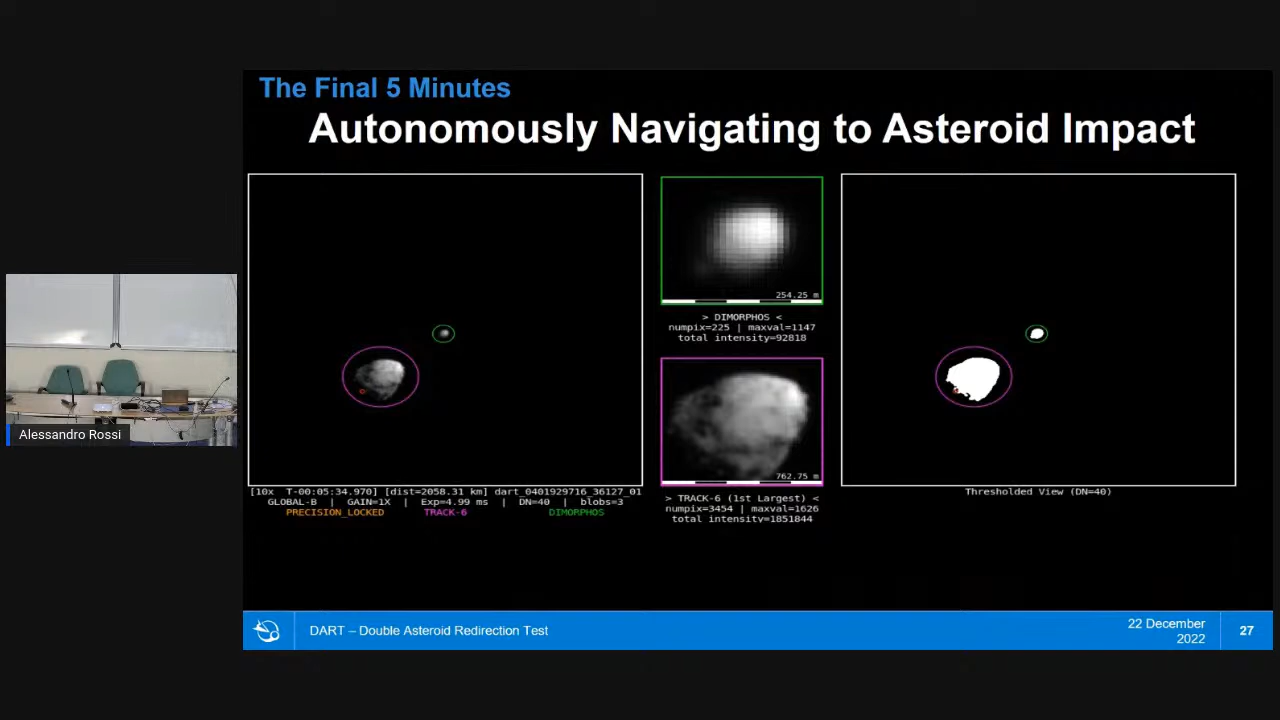 The Final 5 Minutes
Autonomously Navigating to Asteroid Impact
254.25 m
> DIMORPHOS <
numpix=225 | maxval=1147
total intensity=92818
762.75 m
> TRACK-6 (1st Largest) <
numpix=3454 | maxval=1626
total intensity=1851844
[10x T-00:05:34.970] [dist=2058.31 km] dart_0401929716_36127_01
GLOBAL-B | GAIN=1X | Exp=4.99 ms | DN=40 | blobs=3
PRECISION_LOCKED TRACK-6 DIMORPHOS
Thresholded View (DN=40)
Alessandro Rossi
DART – Double Asteroid Redirection Test
22 December
2022
27